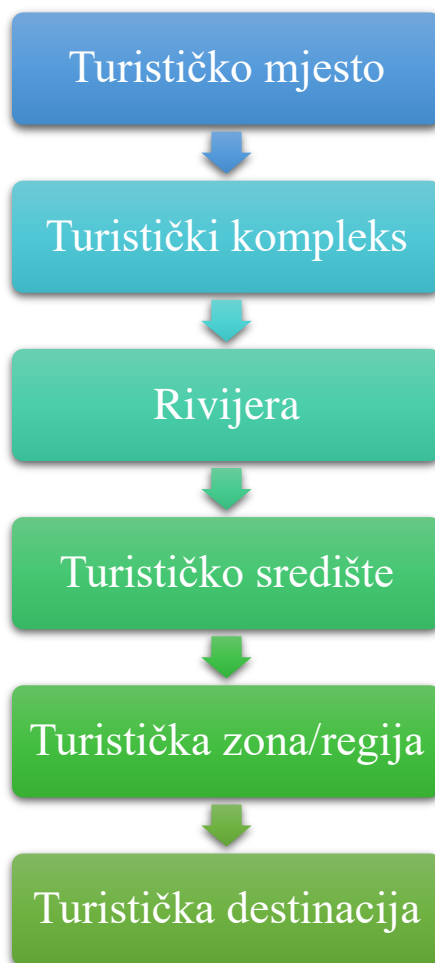 Turističko mjesto
Turistički kompleks
Rivijera
Turističko središte
Turistička zona/regija
Turistička destinacija